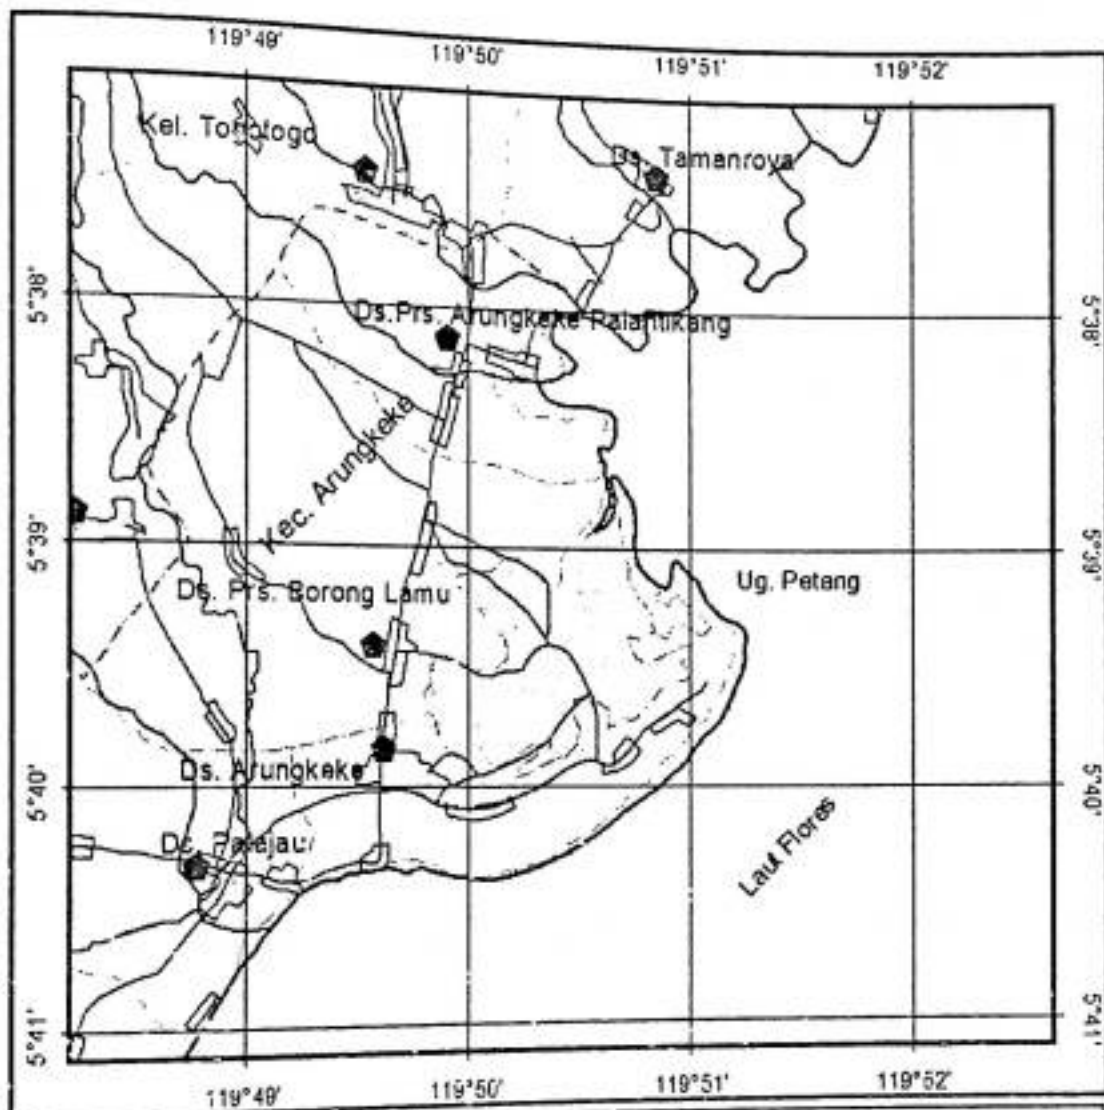 119°49' 119°50' 119°51' 119°52'
Kel.
Ds. Tamanroya
5°38' 5°38'
Ds.Prs. Arungkeke Palantikang
Kec. Arungkeke
5°39' 5°39'
Ug. Petang
Ds. Prs. Borong Lamu
Ds. Arungkeke
5°40' 5°40'
Laut Flores
5°41' 5°41'
119°49' 119°50' 119°51' 119°52'